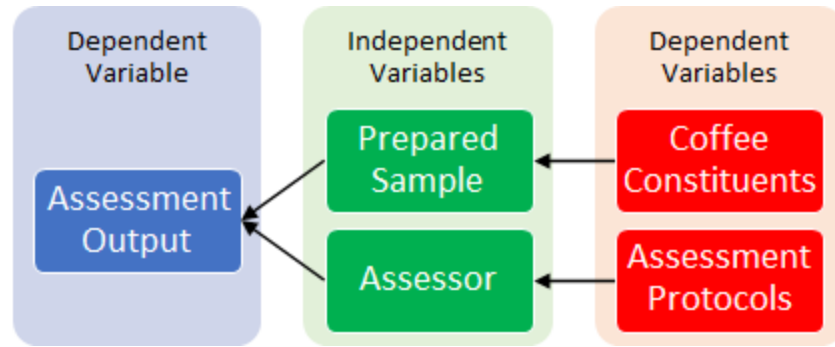 Dependent
Variable
Independent
Variables
Dependent
Variables
Assessment
Output
Prepared
Sample
Assessor
Coffee
Constituents
Assessment
Protocols